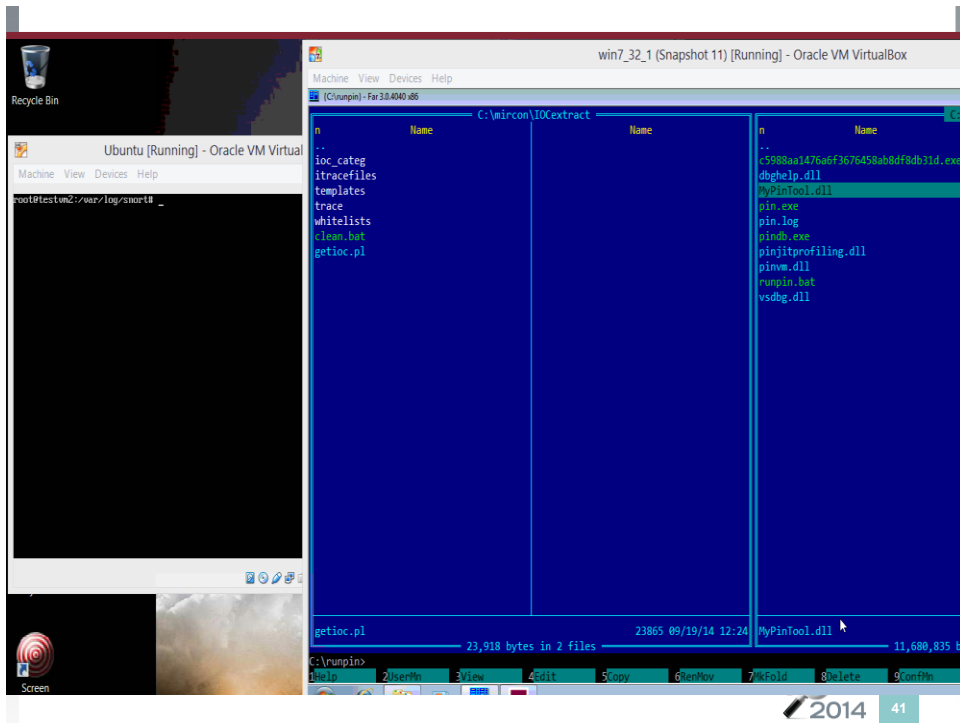 Recycle Bin
win7_32_1 (Snapshot 11) [Running] - Oracle VM VirtualBox
Machine View Devices Help
{C:\runpin} - Far 3.0.4040 x86
C:\mircon\IOCextract
n Name Name
..
ioc_categ
itracefiles
templates
trace
whitelists
clean.bat
getioc.pl
getioc.pl 23865 09/19/14 12:24
23,918 bytes in 2 files
C:
n Name
..
c5988aa1476a6f3676458ab8df8db31d.exe
dbghelp.dll
MyPinTool.dll
pin.exe
pin.log
pindb.exe
pinjitprofiling.dll
pinvm.dll
runpin.bat
vsdbg.dll
MyPinTool.dll
11,680,835 b
C:\runpin>
1Help 2UserMn 3View 4Edit 5Copy 6RenMov 7MkFold 8Delete 9ConfMn
Ubuntu [Running] - Oracle VM Virtual
Machine View Devices Help
root@testvm2:/var/log/snort# _
Screen
2014 41